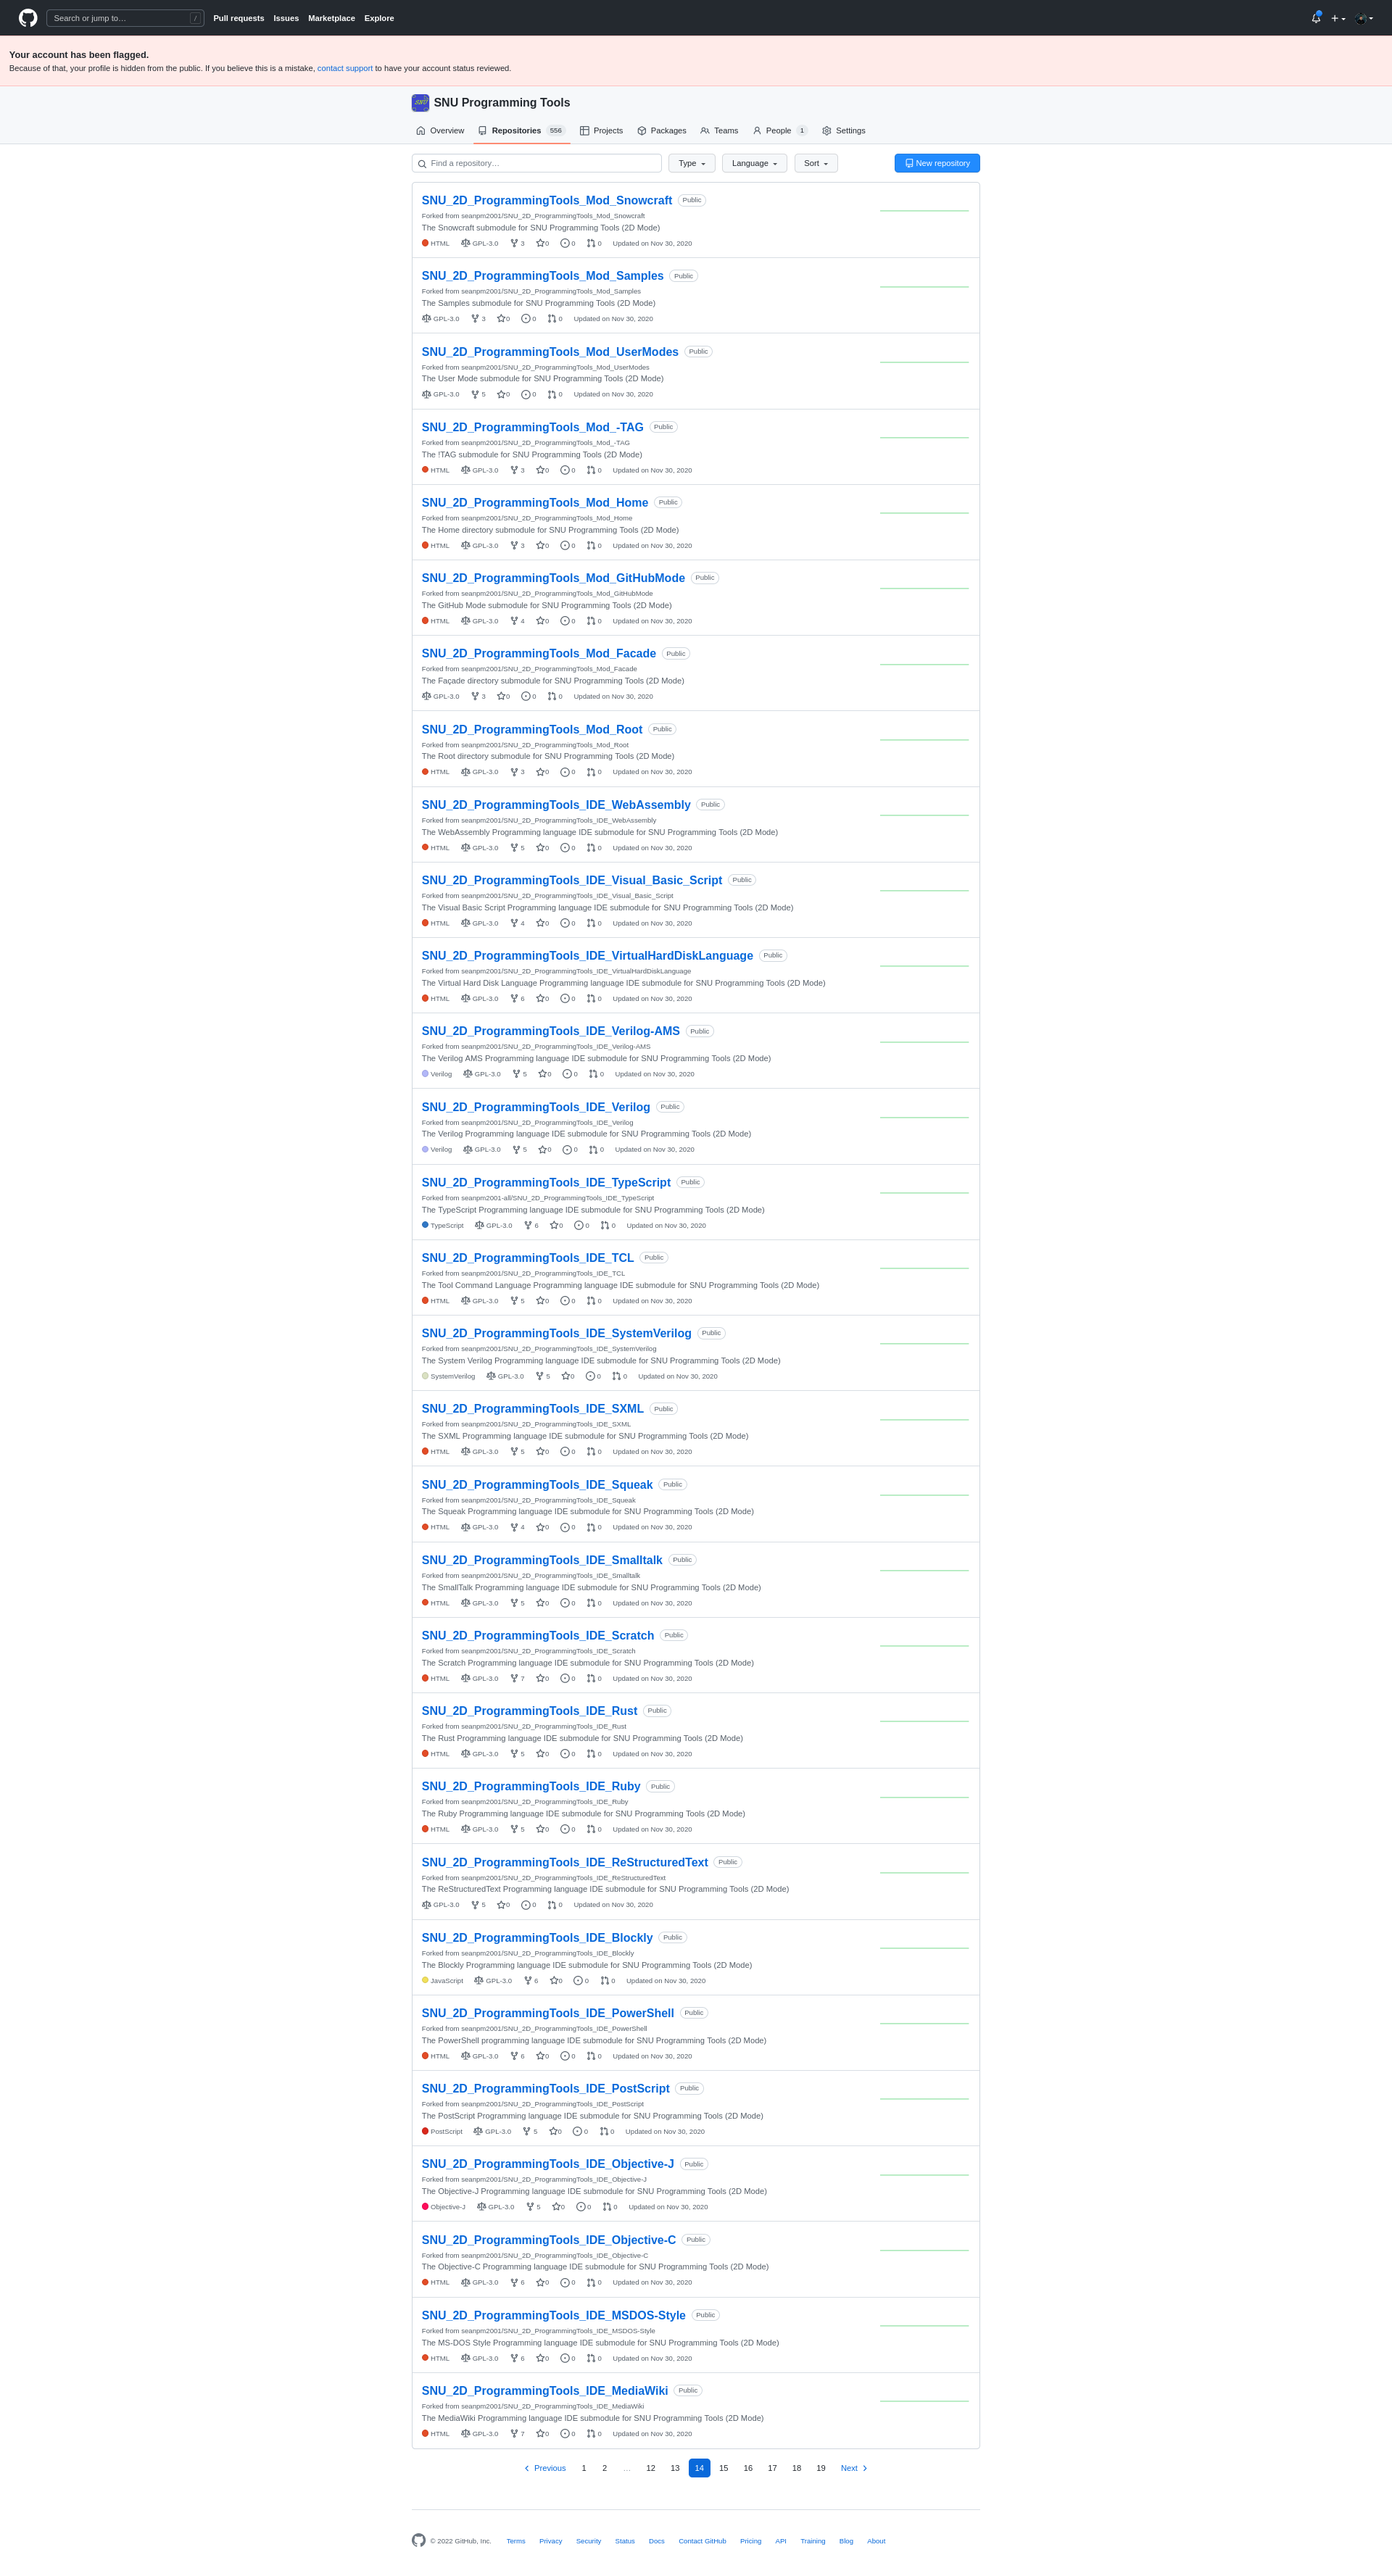 Search or jump to… /
Pull requests Issues Marketplace Explore
Your account has been flagged.
Because of that, your profile is hidden from the public. If you believe this is a mistake, contact support to have your account status reviewed.
SNU Programming Tools
Overview Repositories 556 Projects Packages Teams People 1 Settings
Find a repository… Type Language Sort New repository
SNU_2D_ProgrammingTools_Mod_Snowcraft Public
Forked from seanpm2001/SNU_2D_ProgrammingTools_Mod_Snowcraft
The Snowcraft submodule for SNU Programming Tools (2D Mode)
HTML GPL-3.0 3 0 0 0 Updated on Nov 30, 2020
SNU_2D_ProgrammingTools_Mod_Samples Public
Forked from seanpm2001/SNU_2D_ProgrammingTools_Mod_Samples
The Samples submodule for SNU Programming Tools (2D Mode)
GPL-3.0 3 0 0 0 Updated on Nov 30, 2020
SNU_2D_ProgrammingTools_Mod_UserModes Public
Forked from seanpm2001/SNU_2D_ProgrammingTools_Mod_UserModes
The User Mode submodule for SNU Programming Tools (2D Mode)
GPL-3.0 5 0 0 0 Updated on Nov 30, 2020
SNU_2D_ProgrammingTools_Mod_-TAG Public
Forked from seanpm2001/SNU_2D_ProgrammingTools_Mod_-TAG
The !TAG submodule for SNU Programming Tools (2D Mode)
HTML GPL-3.0 3 0 0 0 Updated on Nov 30, 2020
SNU_2D_ProgrammingTools_Mod_Home Public
Forked from seanpm2001/SNU_2D_ProgrammingTools_Mod_Home
The Home directory submodule for SNU Programming Tools (2D Mode)
HTML GPL-3.0 3 0 0 0 Updated on Nov 30, 2020
SNU_2D_ProgrammingTools_Mod_GitHubMode Public
Forked from seanpm2001/SNU_2D_ProgrammingTools_Mod_GitHubMode
The GitHub Mode submodule for SNU Programming Tools (2D Mode)
HTML GPL-3.0 4 0 0 0 Updated on Nov 30, 2020
SNU_2D_ProgrammingTools_Mod_Facade Public
Forked from seanpm2001/SNU_2D_ProgrammingTools_Mod_Facade
The Façade directory submodule for SNU Programming Tools (2D Mode)
GPL-3.0 3 0 0 0 Updated on Nov 30, 2020
SNU_2D_ProgrammingTools_Mod_Root Public
Forked from seanpm2001/SNU_2D_ProgrammingTools_Mod_Root
The Root directory submodule for SNU Programming Tools (2D Mode)
HTML GPL-3.0 3 0 0 0 Updated on Nov 30, 2020
SNU_2D_ProgrammingTools_IDE_WebAssembly Public
Forked from seanpm2001/SNU_2D_ProgrammingTools_IDE_WebAssembly
The WebAssembly Programming language IDE submodule for SNU Programming Tools (2D Mode)
HTML GPL-3.0 5 0 0 0 Updated on Nov 30, 2020
SNU_2D_ProgrammingTools_IDE_Visual_Basic_Script Public
Forked from seanpm2001/SNU_2D_ProgrammingTools_IDE_Visual_Basic_Script
The Visual Basic Script Programming language IDE submodule for SNU Programming Tools (2D Mode)
HTML GPL-3.0 4 0 0 0 Updated on Nov 30, 2020
SNU_2D_ProgrammingTools_IDE_VirtualHardDiskLanguage Public
Forked from seanpm2001/SNU_2D_ProgrammingTools_IDE_VirtualHardDiskLanguage
The Virtual Hard Disk Language Programming language IDE submodule for SNU Programming Tools (2D Mode)
HTML GPL-3.0 6 0 0 0 Updated on Nov 30, 2020
SNU_2D_ProgrammingTools_IDE_Verilog-AMS Public
Forked from seanpm2001/SNU_2D_ProgrammingTools_IDE_Verilog-AMS
The Verilog AMS Programming language IDE submodule for SNU Programming Tools (2D Mode)
Verilog GPL-3.0 5 0 0 0 Updated on Nov 30, 2020
SNU_2D_ProgrammingTools_IDE_Verilog Public
Forked from seanpm2001/SNU_2D_ProgrammingTools_IDE_Verilog
The Verilog Programming language IDE submodule for SNU Programming Tools (2D Mode)
Verilog GPL-3.0 5 0 0 0 Updated on Nov 30, 2020
SNU_2D_ProgrammingTools_IDE_TypeScript Public
Forked from seanpm2001-all/SNU_2D_ProgrammingTools_IDE_TypeScript
The TypeScript Programming language IDE submodule for SNU Programming Tools (2D Mode)
TypeScript GPL-3.0 6 0 0 0 Updated on Nov 30, 2020
SNU_2D_ProgrammingTools_IDE_TCL Public
Forked from seanpm2001/SNU_2D_ProgrammingTools_IDE_TCL
The Tool Command Language Programming language IDE submodule for SNU Programming Tools (2D Mode)
HTML GPL-3.0 5 0 0 0 Updated on Nov 30, 2020
SNU_2D_ProgrammingTools_IDE_SystemVerilog Public
Forked from seanpm2001/SNU_2D_ProgrammingTools_IDE_SystemVerilog
The System Verilog Programming language IDE submodule for SNU Programming Tools (2D Mode)
SystemVerilog GPL-3.0 5 0 0 0 Updated on Nov 30, 2020
SNU_2D_ProgrammingTools_IDE_SXML Public
Forked from seanpm2001/SNU_2D_ProgrammingTools_IDE_SXML
The SXML Programming language IDE submodule for SNU Programming Tools (2D Mode)
HTML GPL-3.0 5 0 0 0 Updated on Nov 30, 2020
SNU_2D_ProgrammingTools_IDE_Squeak Public
Forked from seanpm2001/SNU_2D_ProgrammingTools_IDE_Squeak
The Squeak Programming language IDE submodule for SNU Programming Tools (2D Mode)
HTML GPL-3.0 4 0 0 0 Updated on Nov 30, 2020
SNU_2D_ProgrammingTools_IDE_Smalltalk Public
Forked from seanpm2001/SNU_2D_ProgrammingTools_IDE_Smalltalk
The SmallTalk Programming language IDE submodule for SNU Programming Tools (2D Mode)
HTML GPL-3.0 5 0 0 0 Updated on Nov 30, 2020
SNU_2D_ProgrammingTools_IDE_Scratch Public
Forked from seanpm2001/SNU_2D_ProgrammingTools_IDE_Scratch
The Scratch Programming language IDE submodule for SNU Programming Tools (2D Mode)
HTML GPL-3.0 7 0 0 0 Updated on Nov 30, 2020
SNU_2D_ProgrammingTools_IDE_Rust Public
Forked from seanpm2001/SNU_2D_ProgrammingTools_IDE_Rust
The Rust Programming language IDE submodule for SNU Programming Tools (2D Mode)
HTML GPL-3.0 5 0 0 0 Updated on Nov 30, 2020
SNU_2D_ProgrammingTools_IDE_Ruby Public
Forked from seanpm2001/SNU_2D_ProgrammingTools_IDE_Ruby
The Ruby Programming language IDE submodule for SNU Programming Tools (2D Mode)
HTML GPL-3.0 5 0 0 0 Updated on Nov 30, 2020
SNU_2D_ProgrammingTools_IDE_ReStructuredText Public
Forked from seanpm2001/SNU_2D_ProgrammingTools_IDE_ReStructuredText
The ReStructuredText Programming language IDE submodule for SNU Programming Tools (2D Mode)
GPL-3.0 5 0 0 0 Updated on Nov 30, 2020
SNU_2D_ProgrammingTools_IDE_Blockly Public
Forked from seanpm2001/SNU_2D_ProgrammingTools_IDE_Blockly
The Blockly Programming language IDE submodule for SNU Programming Tools (2D Mode)
JavaScript GPL-3.0 6 0 0 0 Updated on Nov 30, 2020
SNU_2D_ProgrammingTools_IDE_PowerShell Public
Forked from seanpm2001/SNU_2D_ProgrammingTools_IDE_PowerShell
The PowerShell programming language IDE submodule for SNU Programming Tools (2D Mode)
HTML GPL-3.0 6 0 0 0 Updated on Nov 30, 2020
SNU_2D_ProgrammingTools_IDE_PostScript Public
Forked from seanpm2001/SNU_2D_ProgrammingTools_IDE_PostScript
The PostScript Programming language IDE submodule for SNU Programming Tools (2D Mode)
PostScript GPL-3.0 5 0 0 0 Updated on Nov 30, 2020
SNU_2D_ProgrammingTools_IDE_Objective-J Public
Forked from seanpm2001/SNU_2D_ProgrammingTools_IDE_Objective-J
The Objective-J Programming language IDE submodule for SNU Programming Tools (2D Mode)
Objective-J GPL-3.0 5 0 0 0 Updated on Nov 30, 2020
SNU_2D_ProgrammingTools_IDE_Objective-C Public
Forked from seanpm2001/SNU_2D_ProgrammingTools_IDE_Objective-C
The Objective-C Programming language IDE submodule for SNU Programming Tools (2D Mode)
HTML GPL-3.0 6 0 0 0 Updated on Nov 30, 2020
SNU_2D_ProgrammingTools_IDE_MSDOS-Style Public
Forked from seanpm2001/SNU_2D_ProgrammingTools_IDE_MSDOS-Style
The MS-DOS Style Programming language IDE submodule for SNU Programming Tools (2D Mode)
HTML GPL-3.0 6 0 0 0 Updated on Nov 30, 2020
SNU_2D_ProgrammingTools_IDE_MediaWiki Public
Forked from seanpm2001/SNU_2D_ProgrammingTools_IDE_MediaWiki
The MediaWiki Programming language IDE submodule for SNU Programming Tools (2D Mode)
HTML GPL-3.0 7 0 0 0 Updated on Nov 30, 2020
Previous 1 2 … 12 13 14 15 16 17 18 19 Next
© 2022 GitHub, Inc. Terms Privacy Security Status Docs Contact GitHub Pricing API Training Blog About